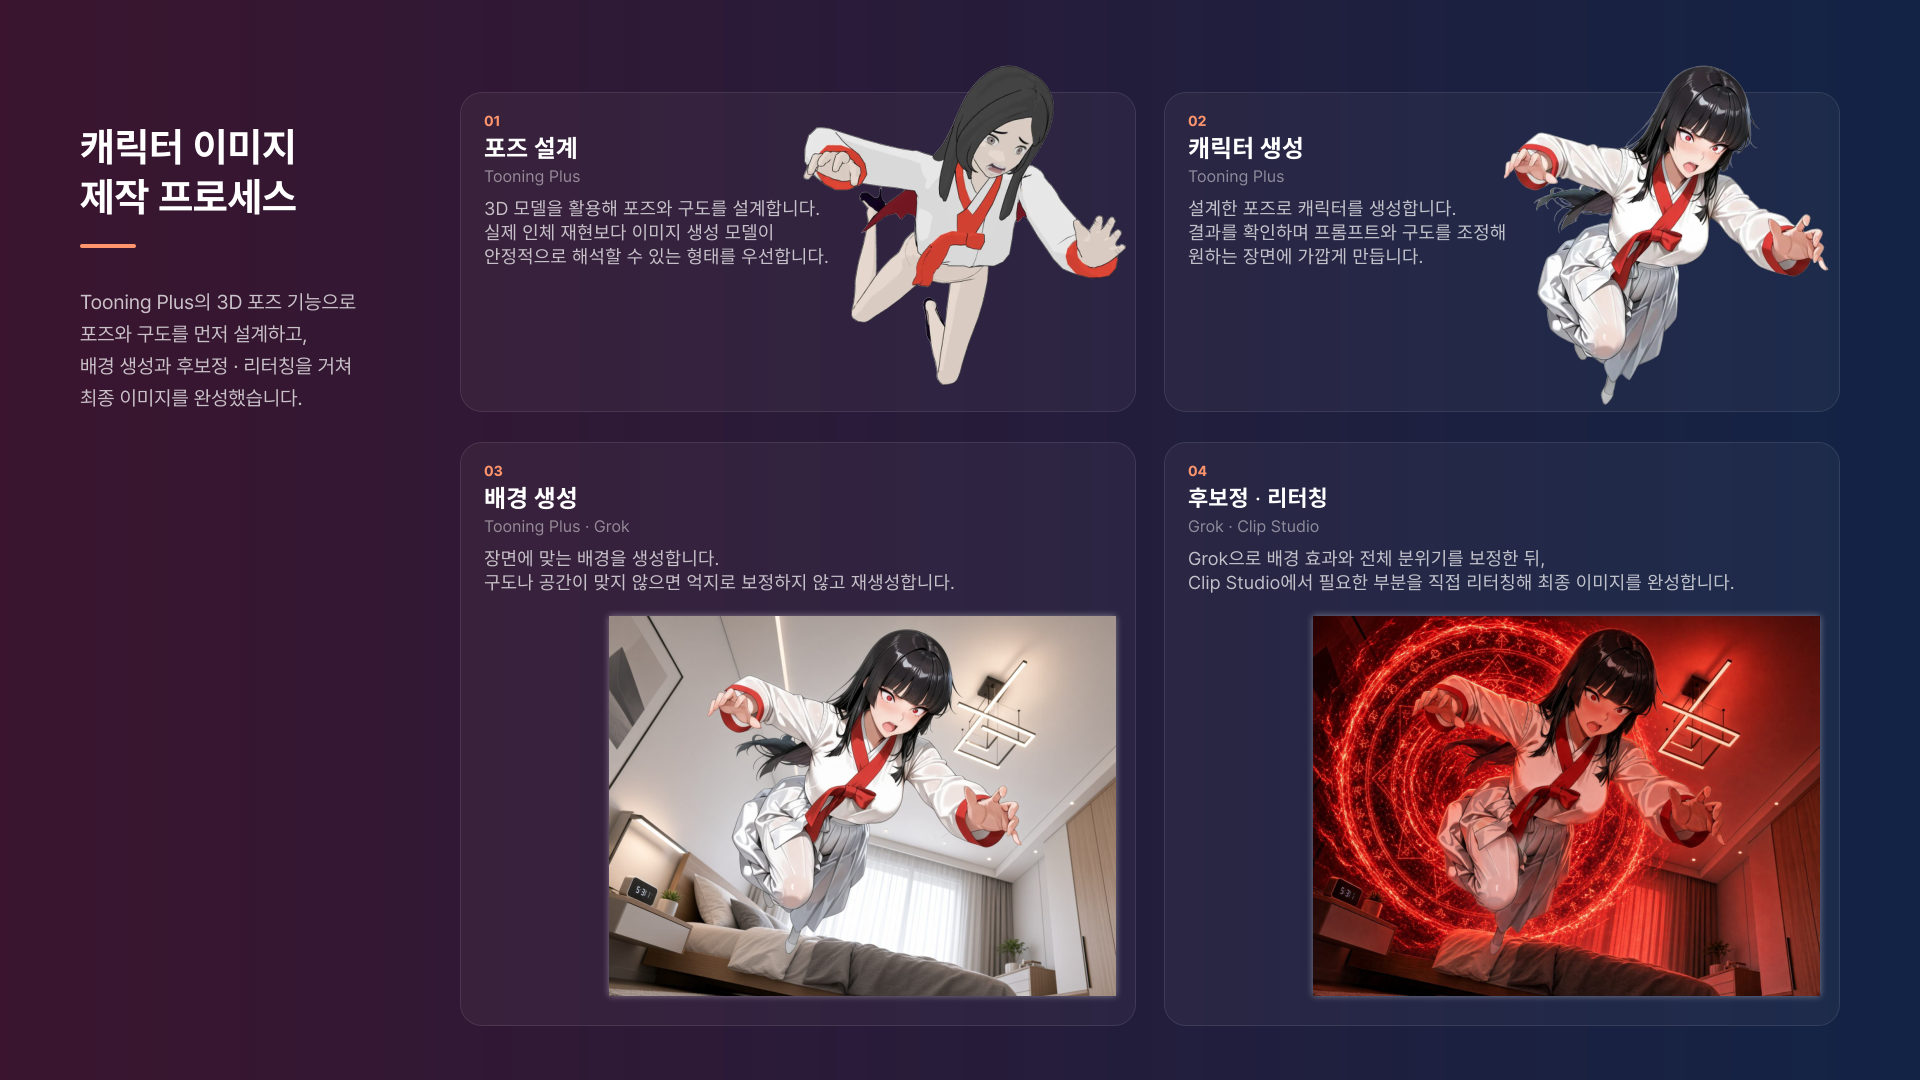 캐릭터 이미지
제작 프로세스
Tooning Plus의 3D 포즈 기능으로
포즈와 구도를 먼저 설계하고,
배경 생성과 후보정 · 리터칭을 거쳐
최종 이미지를 완성했습니다.
01
포즈 설계
Tooning Plus
3D 모델을 활용해 포즈와 구도를 설계합니다.
실제 인체 재현보다 이미지 생성 모델이
안정적으로 해석할 수 있는 형태를 우선합니다.
02
캐릭터 생성
Tooning Plus
설계한 포즈로 캐릭터를 생성합니다.
결과를 확인하며 프롬프트와 구도를 조정해
원하는 장면에 가깝게 만듭니다.
03
배경 생성
Tooning Plus · Grok
장면에 맞는 배경을 생성합니다.
구도나 공간이 맞지 않으면 억지로 보정하지 않고 재생성합니다.
04
후보정 · 리터칭
Grok · Clip Studio
Grok으로 배경 효과와 전체 분위기를 보정한 뒤,
Clip Studio에서 필요한 부분을 직접 리터칭해 최종 이미지를 완성합니다.